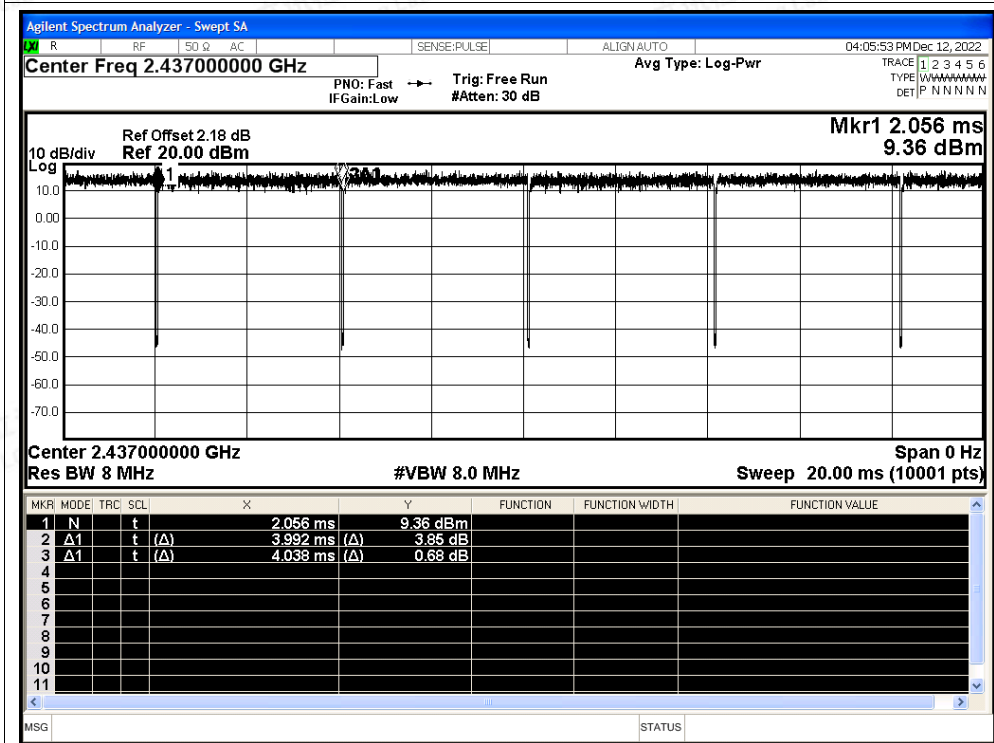 Agilent Spectrum Analyzer - Swept SA
LXI R RF 50 Ω AC SENSE:PULSE ALIGN AUTO 04:05:53 PM Dec 12, 2022
Center Freq 2.437000000 GHz
Avg Type: Log-Pwr
TRACE 1 2 3 4 5 6
PNO: Fast Trig: Free Run
TYPE W
IFGain:Low #Atten: 30 dB
DET P N N N N N
Mkr1 2.056 ms
Ref Offset 2.18 dB
10 dB/div Ref 20.00 dBm
9.36 dBm
Log
1
3Δ1
10.0
0.00
-10.0
-20.0
-30.0
-40.0
-50.0
-60.0
-70.0
Center 2.437000000 GHz Span 0 Hz
Res BW 8 MHz #VBW 8.0 MHz Sweep 20.00 ms (10001 pts)
MKR MODE TRC SCL X Y FUNCTION FUNCTION WIDTH FUNCTION VALUE
1 N t 2.056 ms 9.36 dBm
2 Δ1 t (Δ) 3.992 ms (Δ) 3.85 dB
3 Δ1 t (Δ) 4.038 ms (Δ) 0.68 dB
4
5
6
7
8
9
10
11
MSG STATUS